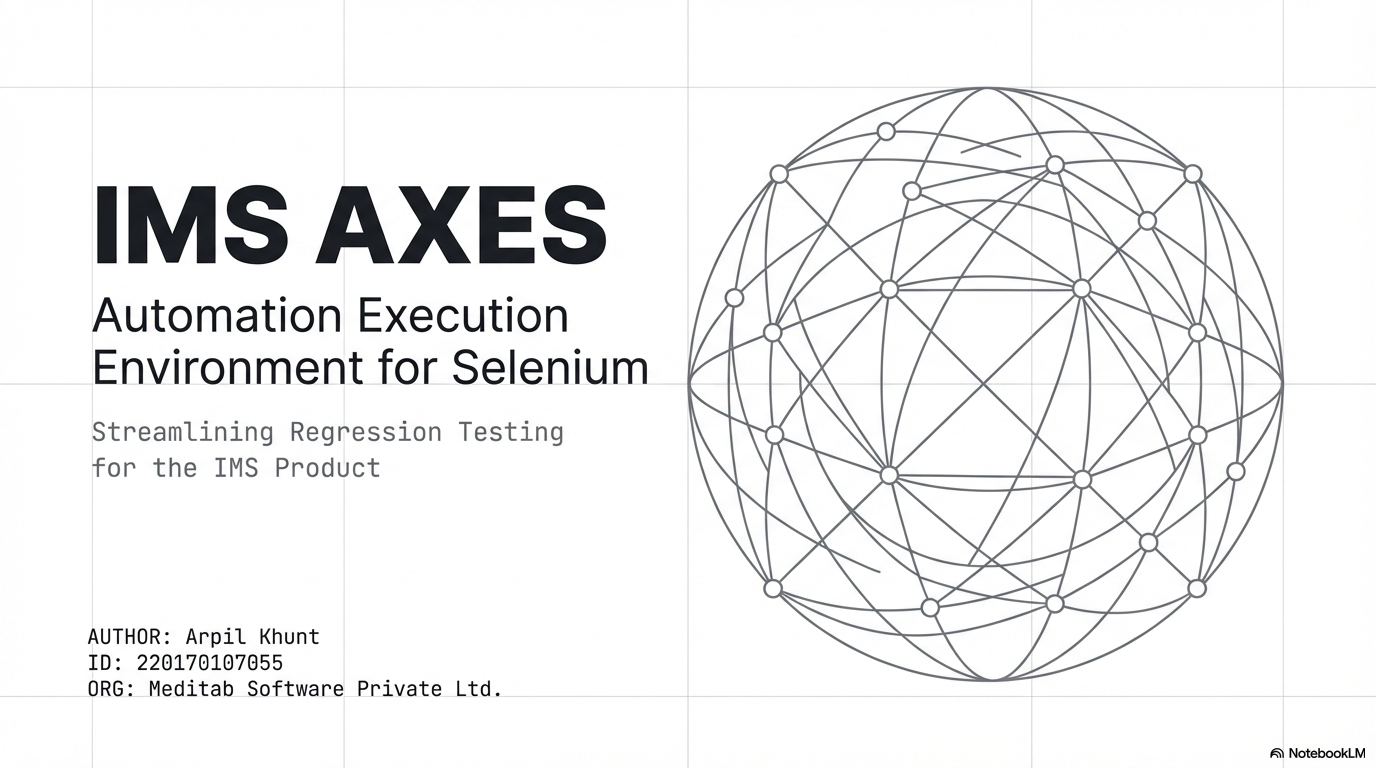 IMS AXES
Automation Execution
Environment for Selenium
Streamlining Regression Testing
for the IMS Product
AUTHOR: Arpil Khunt
ID: 220170107055
ORG: Meditab Software Private Ltd.
NotebookLM